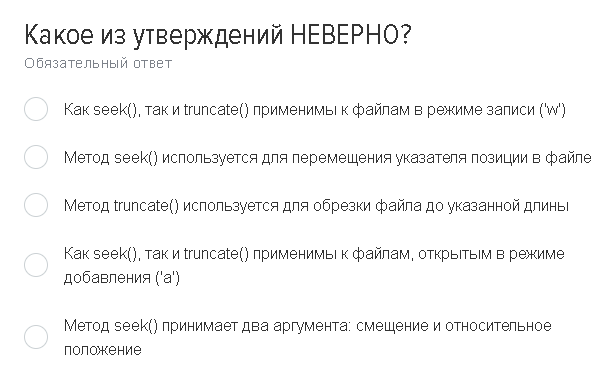 Какое из утверждений НЕВЕРНО?
Обязательный ответ
Как seek(), так и truncate() применимы к файлам в режиме записи ('w')
Метод seek() используется для перемещения указателя позиции в файле
Метод truncate() используется для обрезки файла до указанной длины
Как seek(), так и truncate() применимы к файлам, открытым в режиме
добавления ('a')
Метод seek() принимает два аргумента: смещение и относительное
положение